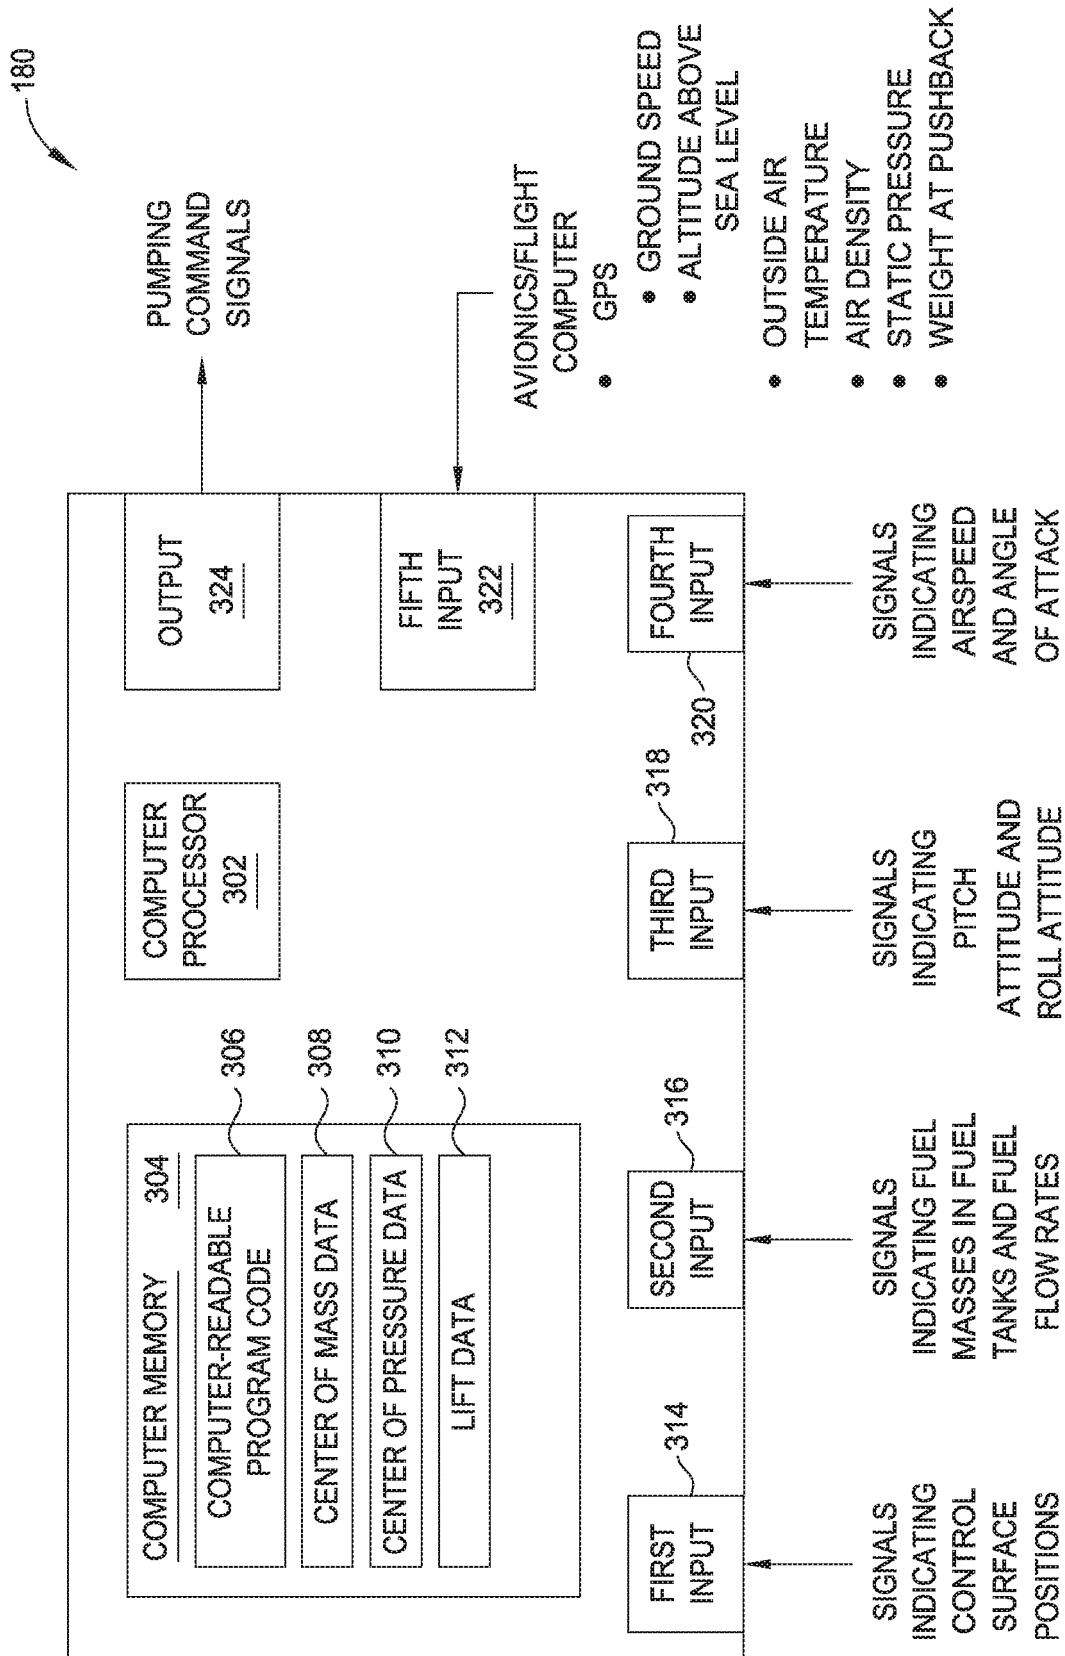 180
COMPUTER MEMORY 304
COMPUTER-READABLE
PROGRAM CODE
306
CENTER OF MASS DATA
308
CENTER OF PRESSURE DATA
310
LIFT DATA
312
COMPUTER
PROCESSOR
302
OUTPUT
324
PUMPING
COMMAND
SIGNALS
FIFTH
INPUT
322
AVIONICS/FLIGHT
COMPUTER
• GPS
• GROUND SPEED
• ALTITUDE ABOVE
SEA LEVEL
• OUTSIDE AIR
TEMPERATURE
• AIR DENSITY
• STATIC PRESSURE
• WEIGHT AT PUSHBACK
FIRST
INPUT
314
SIGNALS
INDICATING
CONTROL
SURFACE
POSITIONS
SECOND
INPUT
316
SIGNALS
INDICATING FUEL
MASSES IN FUEL
TANKS AND FUEL
FLOW RATES
THIRD
INPUT
318
SIGNALS
INDICATING
PITCH
ATTITUDE AND
ROLL ATTITUDE
FOURTH
INPUT
320
SIGNALS
INDICATING
AIRSPEED
AND ANGLE
OF ATTACK